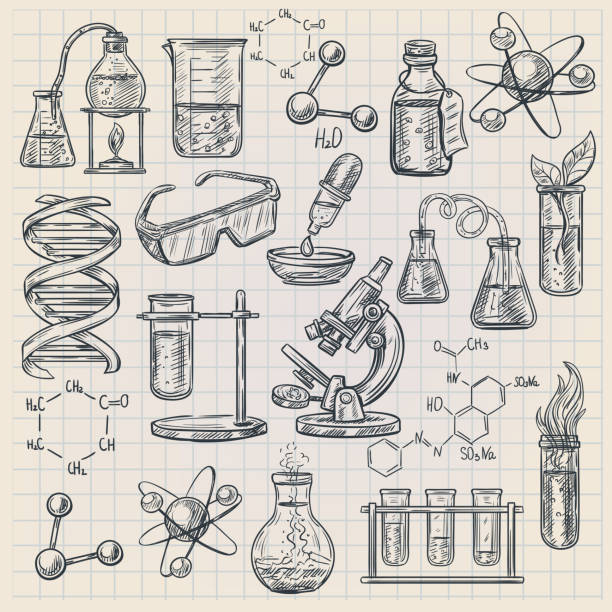 CH₂
H₂C C=O
H₂C CH
CH₂
H₂O
CH₃
O C
HN SO₃Na
HO
N=N SO₃Na
CH₂
H₂C C=O
H₂C CH
CH₂